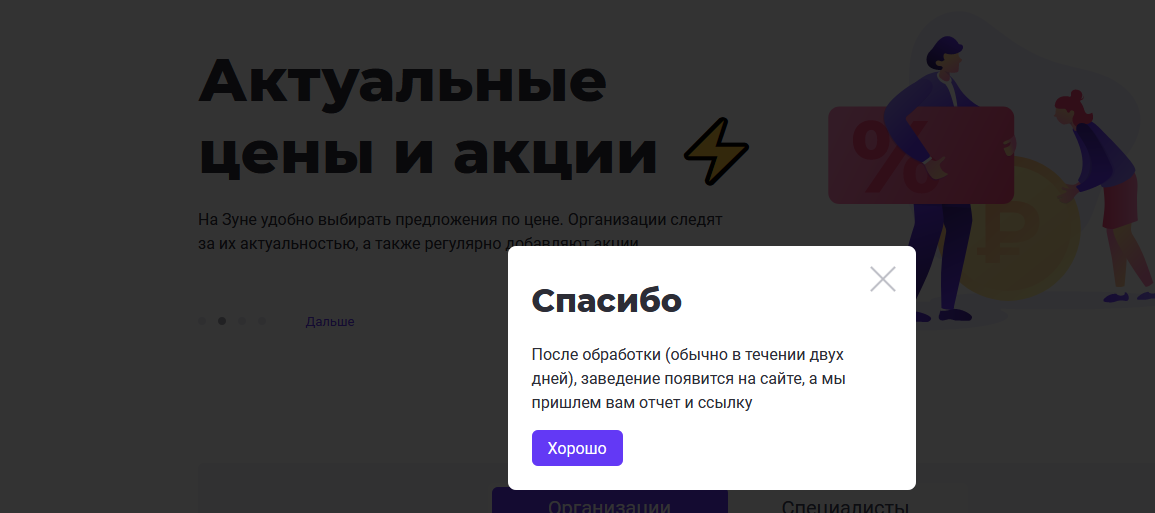 Актуальные
цены и акции
%
₽
На Зуне удобно выбирать предложения по цене. Организации следят
за их актуальностью, а также регулярно добавляют акции
Дальше
Спасибо
После обработки (обычно в течении двух
дней), заведение появится на сайте, а мы
пришлем вам отчет и ссылку
Хорошо
Организации
Специалисты